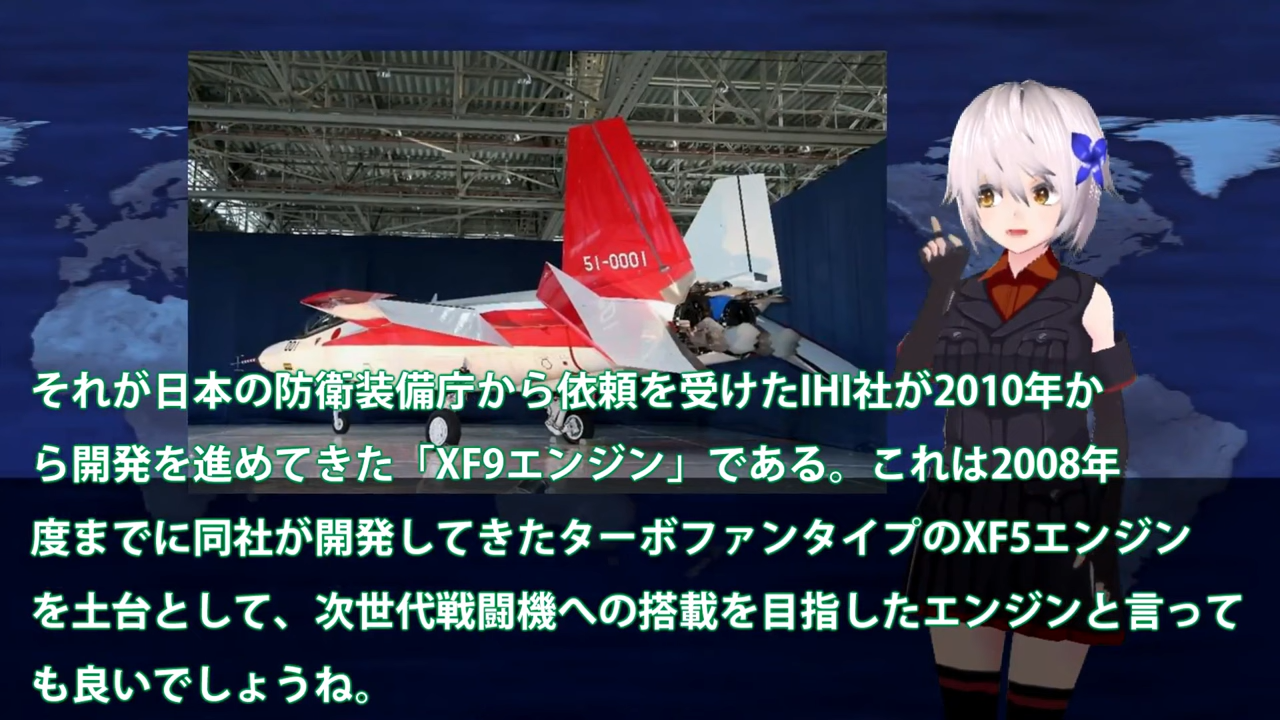 51-0001
001
それが日本の防衛装備庁から依頼を受けたIHI社が2010年か
ら開発を進めてきた「XF9エンジン」である。これは2008年
度までに同社が開発してきたターボファンタイプのXF5エンジン
を土台として、次世代戦闘機への搭載を目指したエンジンと言って
も良いでしょうね。